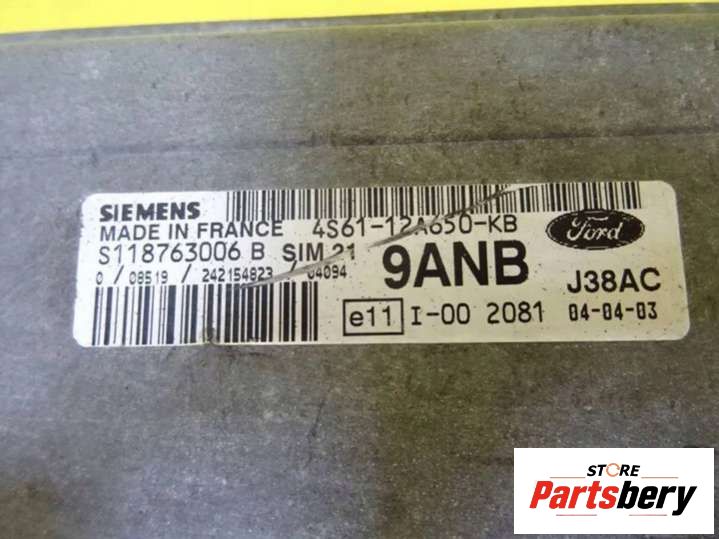 SIEMENS
MADE IN FRANCE 4S61-12A650-KB
S118763006 B SIM 21
0 / 08519 / 242154823 / 04094
9ANB
Ford
J38AC
e11 I-00 2081 04-04-03
STORE
Partsbery